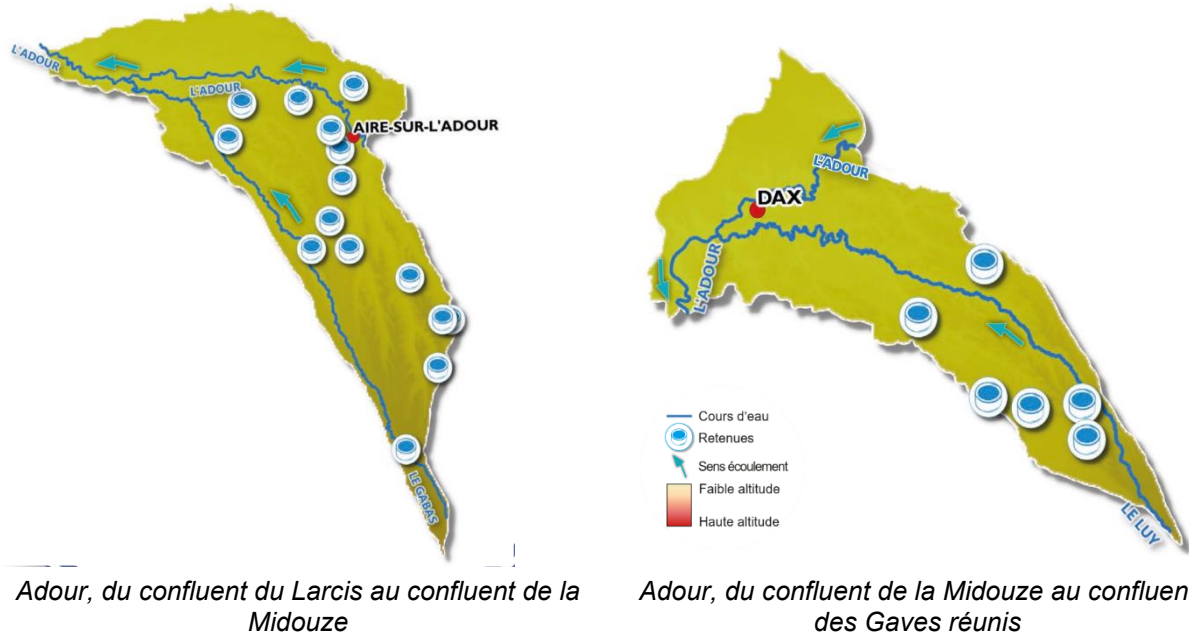 L'ADOUR
L'ADOUR
AIRE-SUR-L'ADOUR
LE GABAS
Adour, du confluent du Larcis au confluent de la
Midouze
L'ADOUR
DAX
L'ADOUR
Cours d'eau
Retenues
Sens écoulement
Faible altitude
Haute altitude
LE LUY
Adour, du confluent de la Midouze au confluen
des Gaves réunis